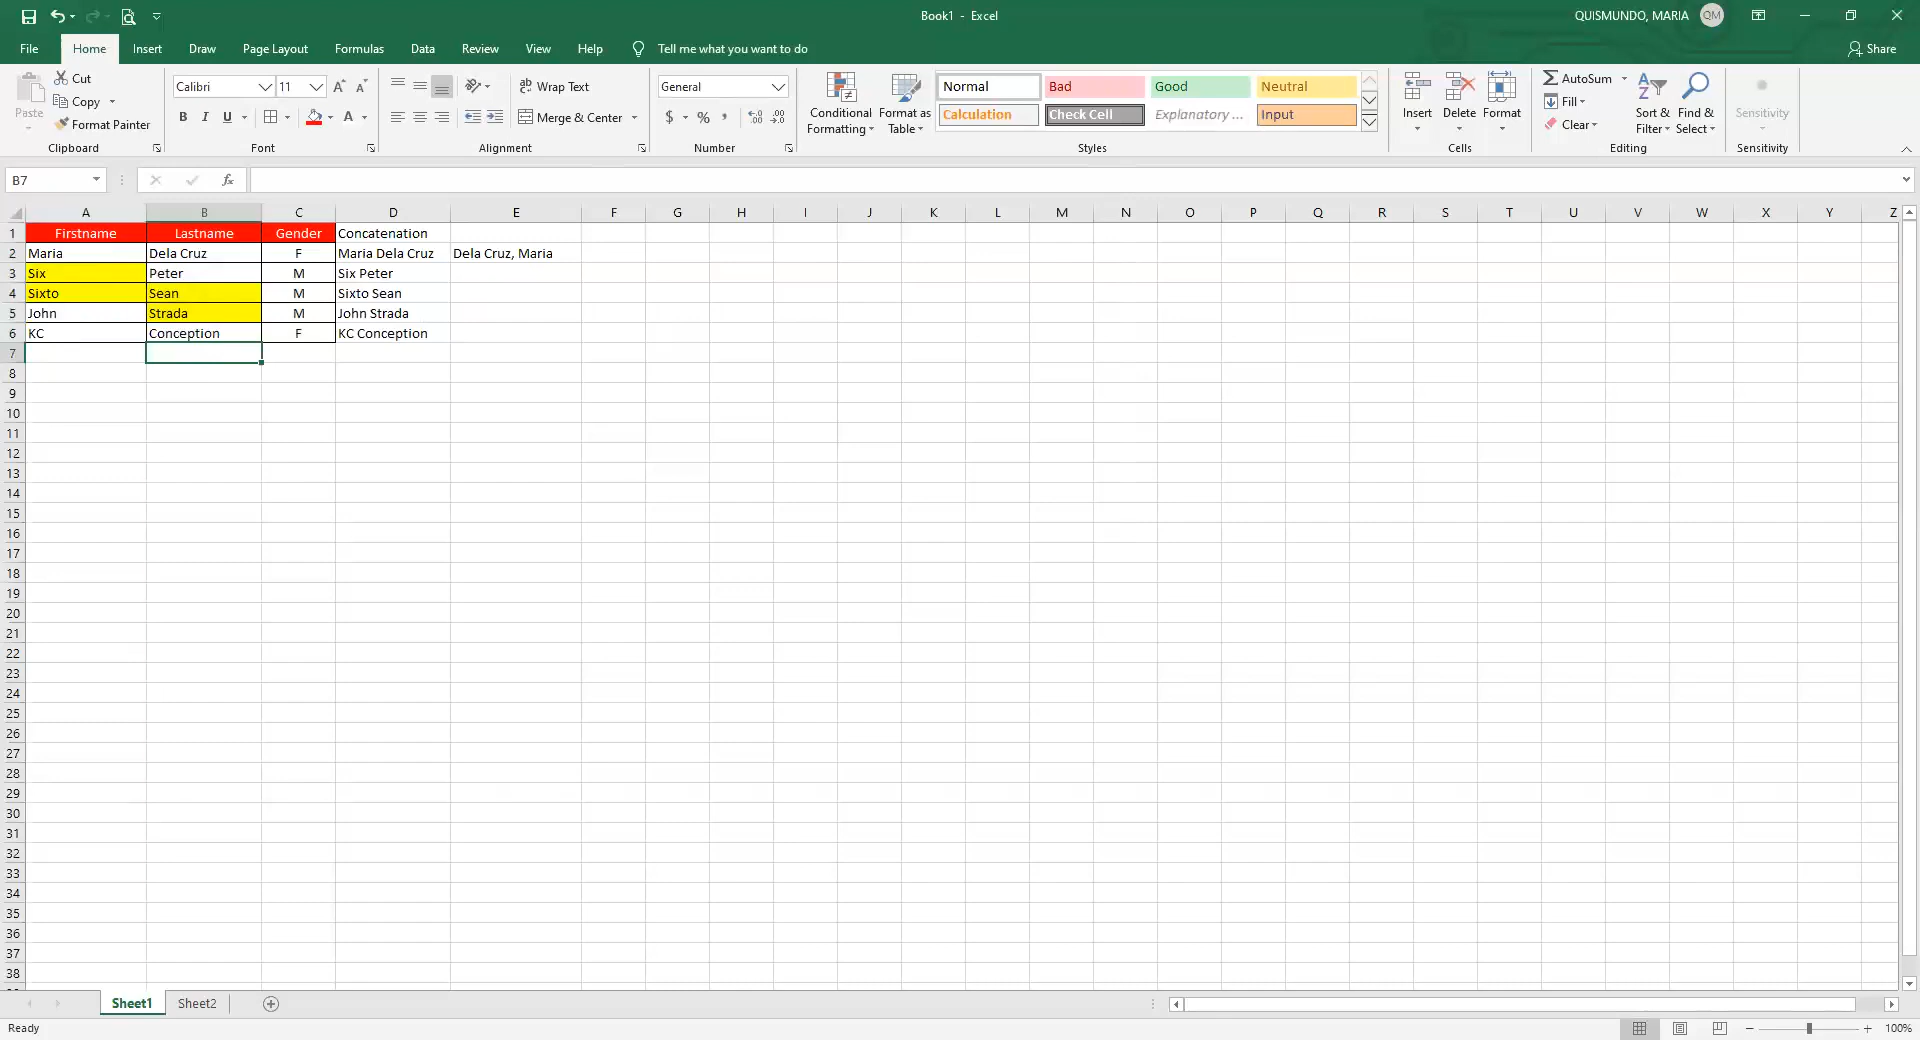 Book1 - Excel
QUISMUNDO, MARIA QM
File Home Insert Draw Page Layout Formulas Data Review View Help Tell me what you want to do Share
Paste
Cut
Copy
Format Painter
Clipboard
Calibri 11
B I U
Font
Wrap Text
Merge & Center
Alignment
General
$ % ,
Number
Conditional Formatting
Format as Table
Normal Bad Good Neutral
Calculation Check Cell Explanatory ... Input
Styles
Insert Delete Format
Cells
AutoSum
Fill
Clear
Sort & Filter
Find & Select
Editing
Sensitivity
Sensitivity
B7 fx
A B C D E F G H I J K L M N O P Q R S T U V W X Y Z
1 Firstname Lastname Gender Concatenation
2 Maria Dela Cruz F Maria Dela Cruz Dela Cruz, Maria
3 Six Peter M Six Peter
4 Sixto Sean M Sixto Sean
5 John Strada M John Strada
6 KC Conception F KC Conception
7
8
9
10
11
12
13
14
15
16
17
18
19
20
21
22
23
24
25
26
27
28
29
30
31
32
33
34
35
36
37
38
Sheet1 Sheet2
Ready 100%